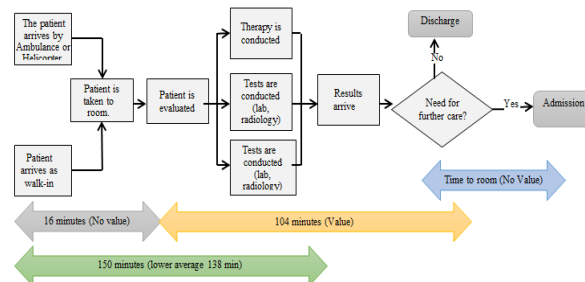 The patient
arrives by
Ambulance or
Helicopter
Patient
arrives as
walk-in
Patient is
taken to
room.
Patient is
evaluated
Therapy is
conducted
Tests are
conducted
(lab,
radiology)
Tests are
conducted
(lab,
radiology)
Results
arrive
Need for
further care?
No
Discharge
Yes
Admission
Time to room (No Value)
16 minutes (No value)
104 minutes (Value)
150 minutes (lower average 138 min)